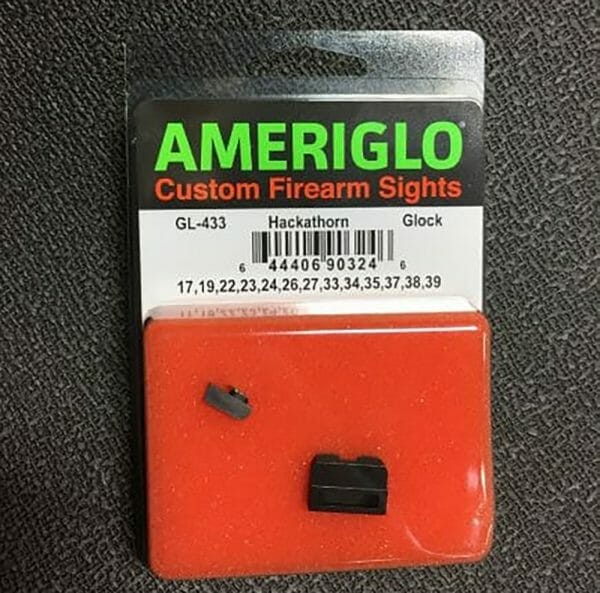 AMERIGLO®
Custom Firearm Sights
GL-433 Hackathorn Glock
6 44406 90324 6
17,19,22,23,24,26,27,33,34,35,37,38,39